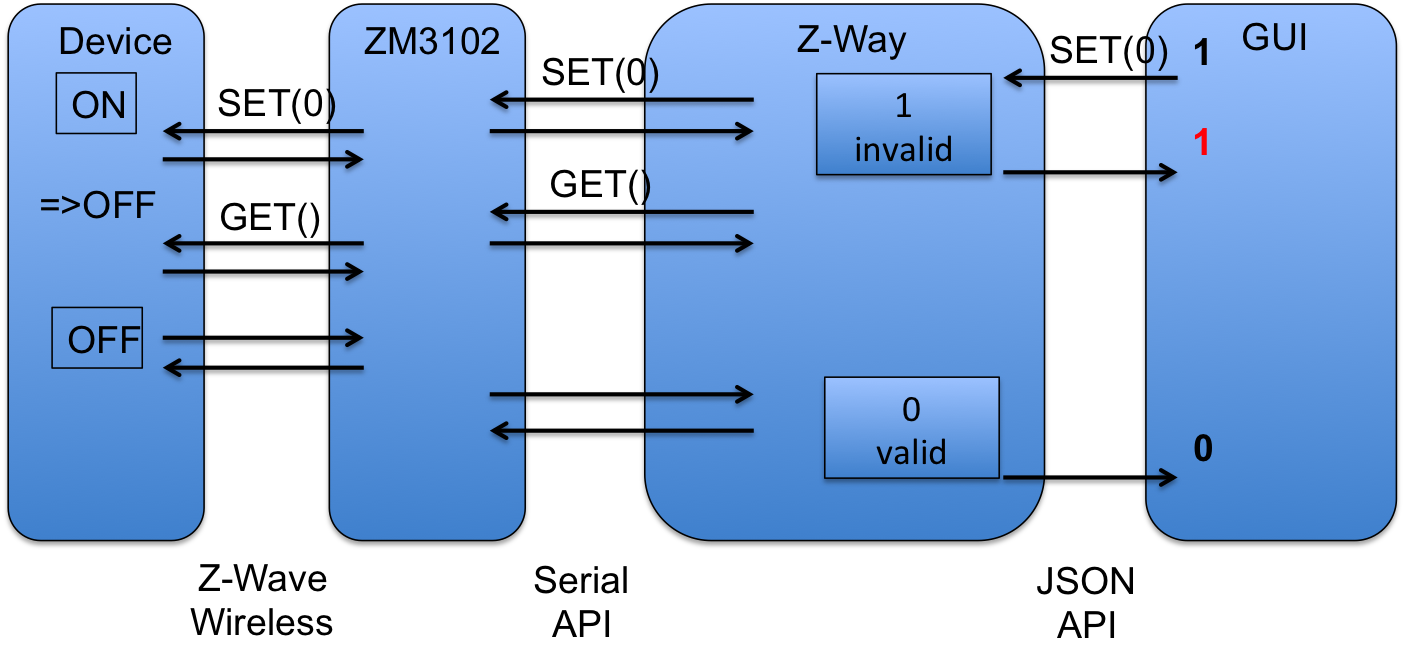 Device
ZM3102
Z-Way
GUI
ON
SET(0)
SET(0)
SET(0)
1
1
invalid
1
=>OFF
GET()
GET()
OFF
0
valid
0
Z-Wave
Wireless
Serial
API
JSON
API